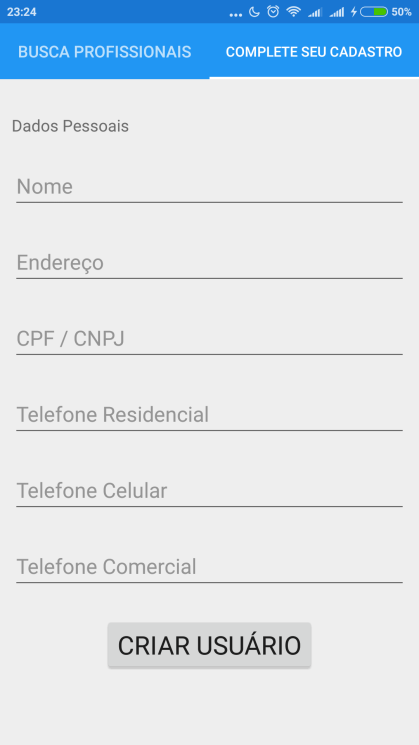 23:24 ... 50%
BUSCA PROFISSIONAIS COMPLETE SEU CADASTRO
Dados Pessoais
Nome
Endereço
CPF / CNPJ
Telefone Residencial
Telefone Celular
Telefone Comercial
CRIAR USUÁRIO